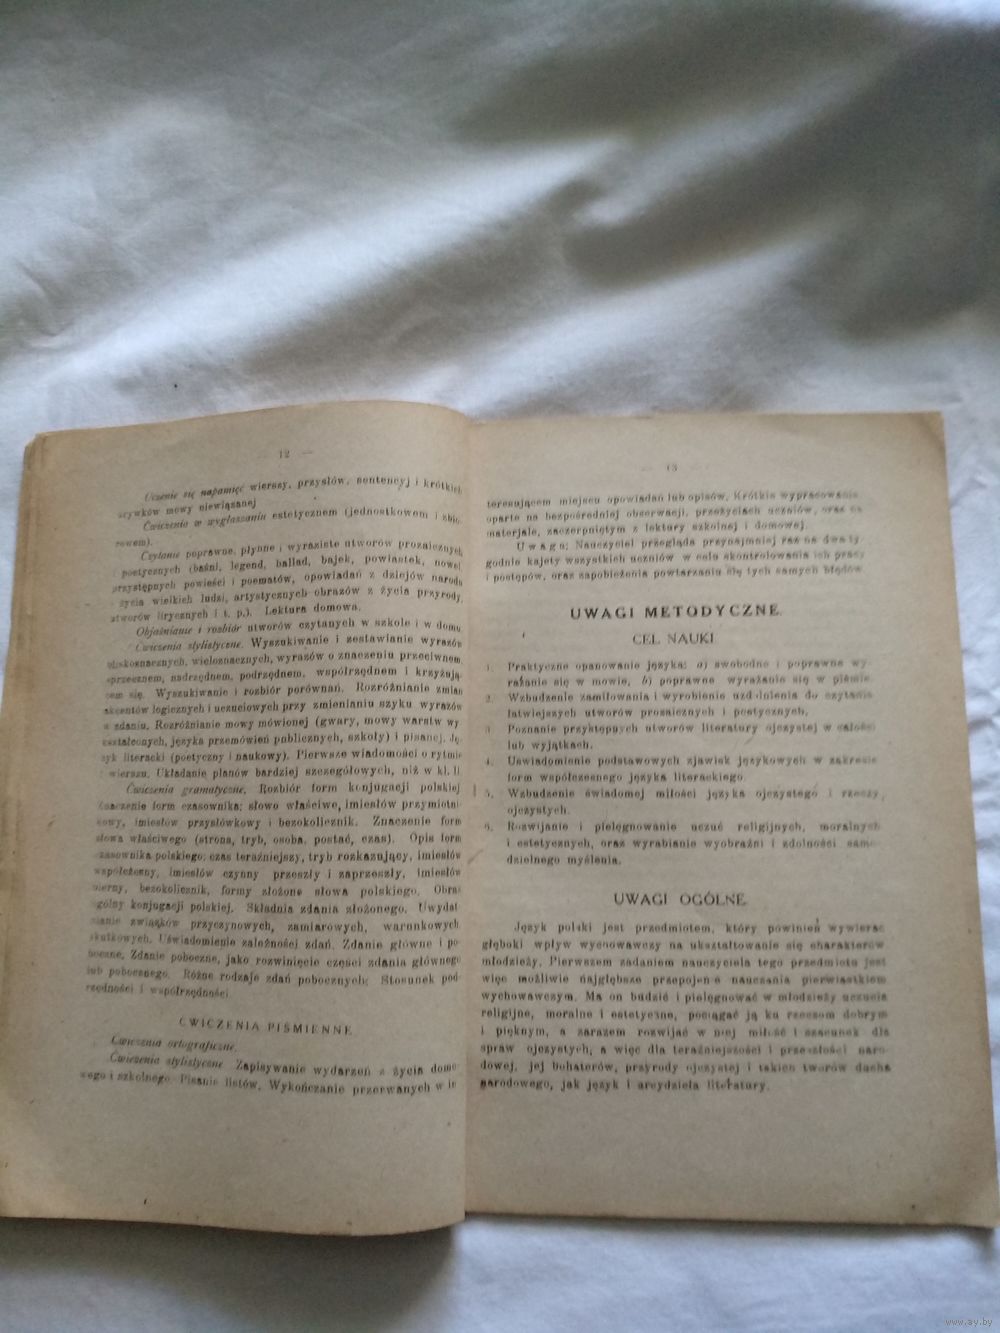 — 12 —
Uczenie się napamięć wierszy, przysłów, sentencyj i krótkich
urywków mowy niewiązanej
Ćwiczenia w wygłaszaniu estetycznem (jednostkowem i zbio-
rowem).
Czytanie poprawne, płynne i wyraziste utworów prozaicznych
i poetycznych (baśni, legend, ballad, bajek, powiastek, nowel
przystępnych powieści i poematów, opowiadań z dziejów narodu
życia wielkich ludzi, artystycznych obrazów z życia przyrody,
utworów lirycznych i t. p.). Lektura domowa.
Objaśnianie i rozbiór utworów czytanych w szkole i w domu
Ćwiczenia stylistyczne. Wyszukiwanie i zestawianie wyrazów
bliskoznacznych, wieloznacznych, wyrazów o znaczeniu przeciwnem,
sprzecznem, nadrzędnem, podrzędnem, współrzędnem i krzyżują-
cem się. Wyszukiwanie i rozbiór porównań. Rozróżnianie zmian
akcentów logicznych i uczuciowych przy zmienianiu szyku wyrazów
w zdaniu. Rozróżnianie mowy mówionej (gwary, mowy warstw wy-
kształconych, języka przemówień publicznych, szkoły) i pisanej. Ję-
zyk literacki (poetyczny i naukowy). Pierwsze wiadomości o rytmie
i wierszu. Układanie planów bardziej szczegółowych, niż w kl. II
Ćwiczenia gramatyczne. Rozbiór form konjugacji polskiej
Znaczenie form czasownika: słowo właściwe, imiesłów przymiotni-
kowy, imiesłów przysłówkowy i bezokolicznik. Znaczenie form
słowa właściwego (strona, tryb, osoba, postać, czas). Opis form
czasownika polskiego: czas teraźniejszy, tryb rozkazujący, imiesłów
współczesny, imiesłów czynny przeszły i zaprzeszły, imiesłów
bierny, bezokolicznik, formy złożone słowa polskiego. Obraz
ogólny konjugacji polskiej. Składnia zdania złożonego. Uwydat-
nianie związków przyczynowych, zamiarowych, warunkowych
skutkowych. Uświadomienie zależności zdań. Zdanie główne i po-
boczne. Zdanie poboczne, jako rozwinięcie części zdania głównego
lub pobocznego. Różne rodzaje zdań pobocznych. Stosunek pod-
rzędności i współrzędności
ĆWICZENIA PIŚMIENNE
Ćwiczenia ortograficzne.
Ćwiczenia stylistyczne Zapisywanie wydarzeń z życia domo-
wego i szkolnego. Pisanie listów. Wykończanie przerwanych w in-
— 13 —
teresującem miejscu opowiadań lub opisów. Krótkie wypracowania
oparte na bezpośredniej obserwacji, przeżyciach uczniów, oraz na
materjale, zaczerpniętym z lektury szkolnej i domowej.
Uwaga: Nauczyciel przegląda przynajmniej raz na dwa ty-
godnie kajety wszystkich uczniów w celu skontrolowania ich pracy
i postępów, oraz zapobieżenia powtarzaniu się tych samych błędów.
UWAGI METODYCZNE.
CEL NAUKI
1. Praktyczne opanowanie języka: a) swobodne i poprawne wy-
rażanie się w mowie, b) poprawne wyrażanie się w piśmie.
2. Wzbudzenie zamiłowania i wyrobienie uzdolnienia do czytania
łatwiejszych utworów prozaicznych i poetycznych.
3. Poznanie przystępnych utworów literatury ojczystej w całości
lub wyjątkach.
4. Uświadomienie podstawowych zjawisk językowych w zakresie
form współczesnego języka literackiego.
5. Wzbudzenie świadomej miłości języka ojczystego i rzeczy
ojczystych.
6. Rozwijanie i pielęgnowanie uczuć religijnych, moralnych
i estetycznych, oraz wyrabianie wyobraźni i zdolności samo-
dzielnego myślenia.
UWAGI OGÓLNE
Język polski jest przedmiotem, który powinien wywierać
głęboki wpływ wychowawczy na ukształtowanie się charakterów
młodzieży. Pierwszem zadaniem nauczyciela tego przedmiotu jest
więc możliwie najgłębsze przepojenie nauczania pierwiastkiem
wychowawczym. Ma on budzić i pielęgnować w młodzieży uczucia
religijne, moralne i estetyczne, pociągać ją ku rzeczom dobrym
i pięknym, a zarazem rozwijać w niej miłość i szacunek dla
spraw ojczystych, a więc dla teraźniejszości i przeszłości naro-
dowej, jej bohaterów, przyrody ojczystej i takich tworów ducha
narodowego, jak język i arcydzieła literatury.
www.ay.by